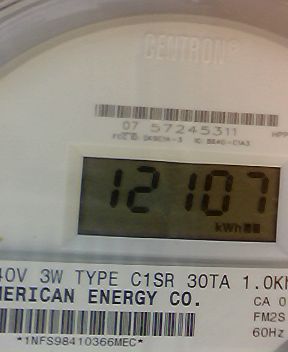 CENTRON®
07 57245311
12107
kWh
40V 3W TYPE C1SR 30TA 1.0K
MERICAN ENERGY CO.
CA 0
FM2S
60Hz
*1NFS98410366MEC*